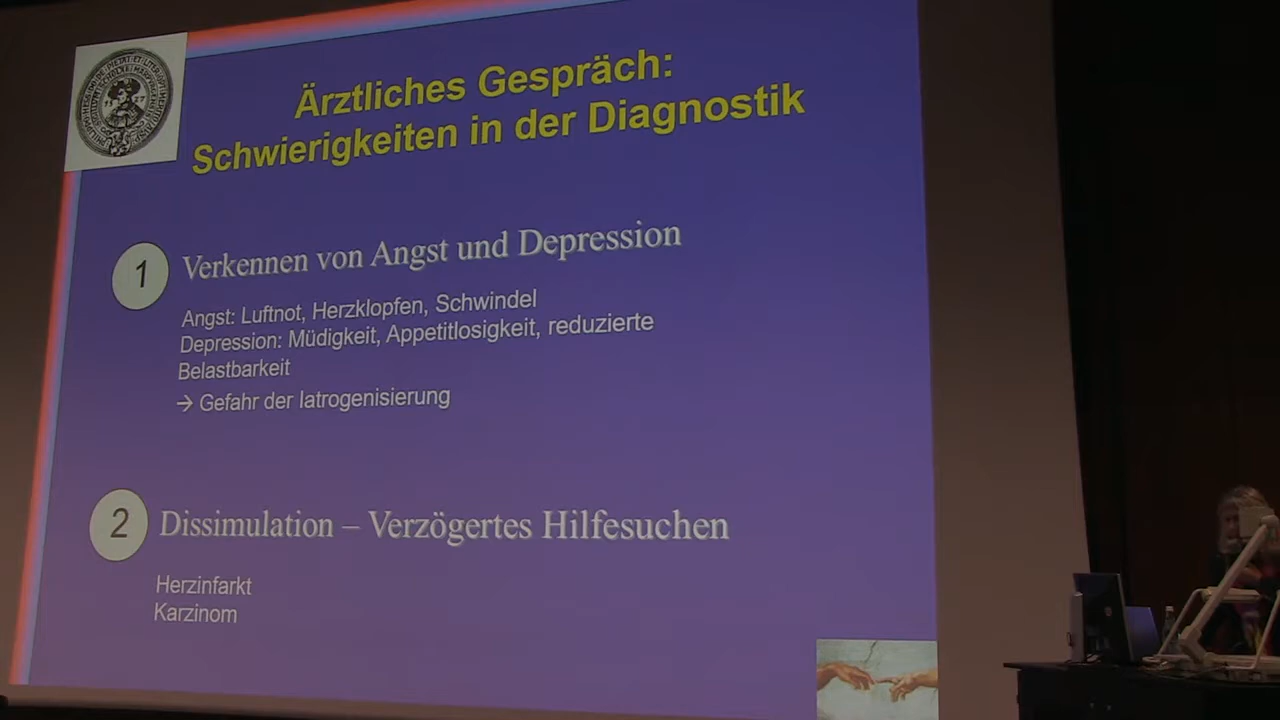 Ärztliches Gespräch:
Schwierigkeiten in der Diagnostik
1 Verkennen von Angst und Depression
Angst: Luftnot, Herzklopfen, Schwindel
Depression: Müdigkeit, Appetitlosigkeit, reduzierte
Belastbarkeit
→ Gefahr der Iatrogenisierung
2 Dissimulation – Verzögertes Hilfesuchen
Herzinfarkt
Karzinom